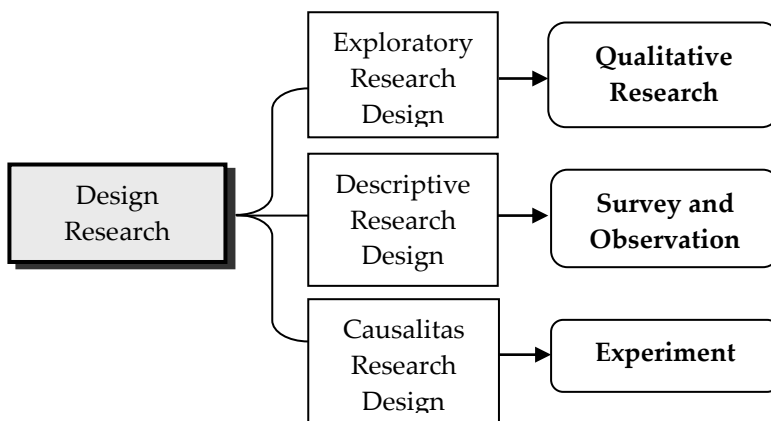 Exploratory
Research
Design
Qualitative
Research
Design
Research
Descriptive
Research
Design
Survey and
Observation
Causalitas
Research
Design
Experiment